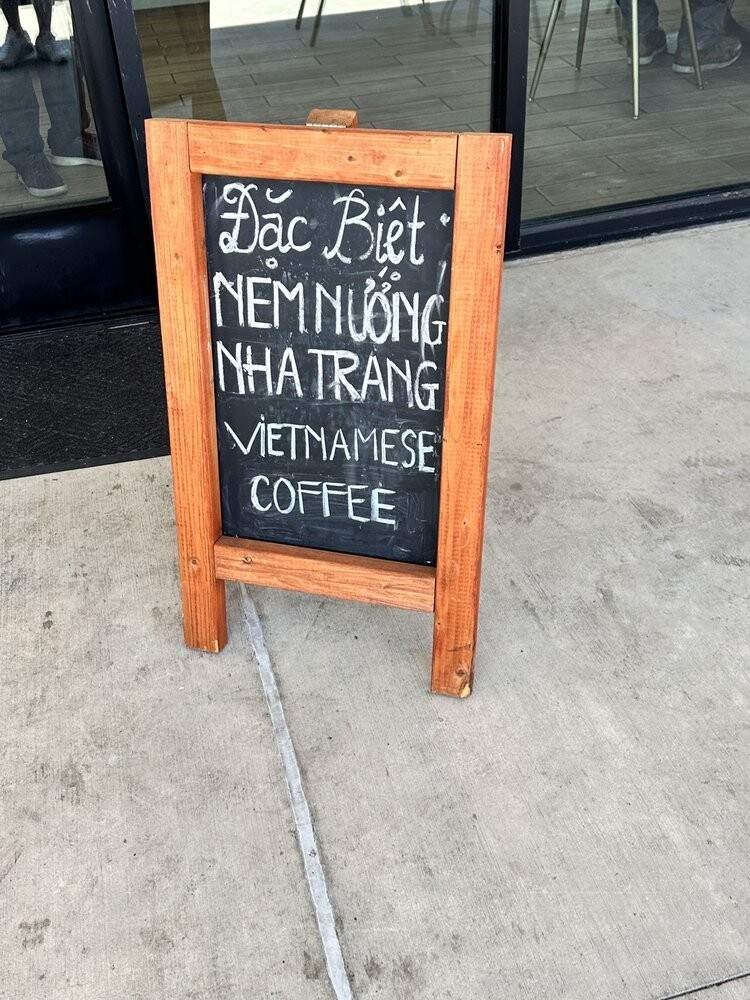 Đặc Biệt
NEM NƯỚNG
NHA TRANG
VIETNAMESE
COFFEE